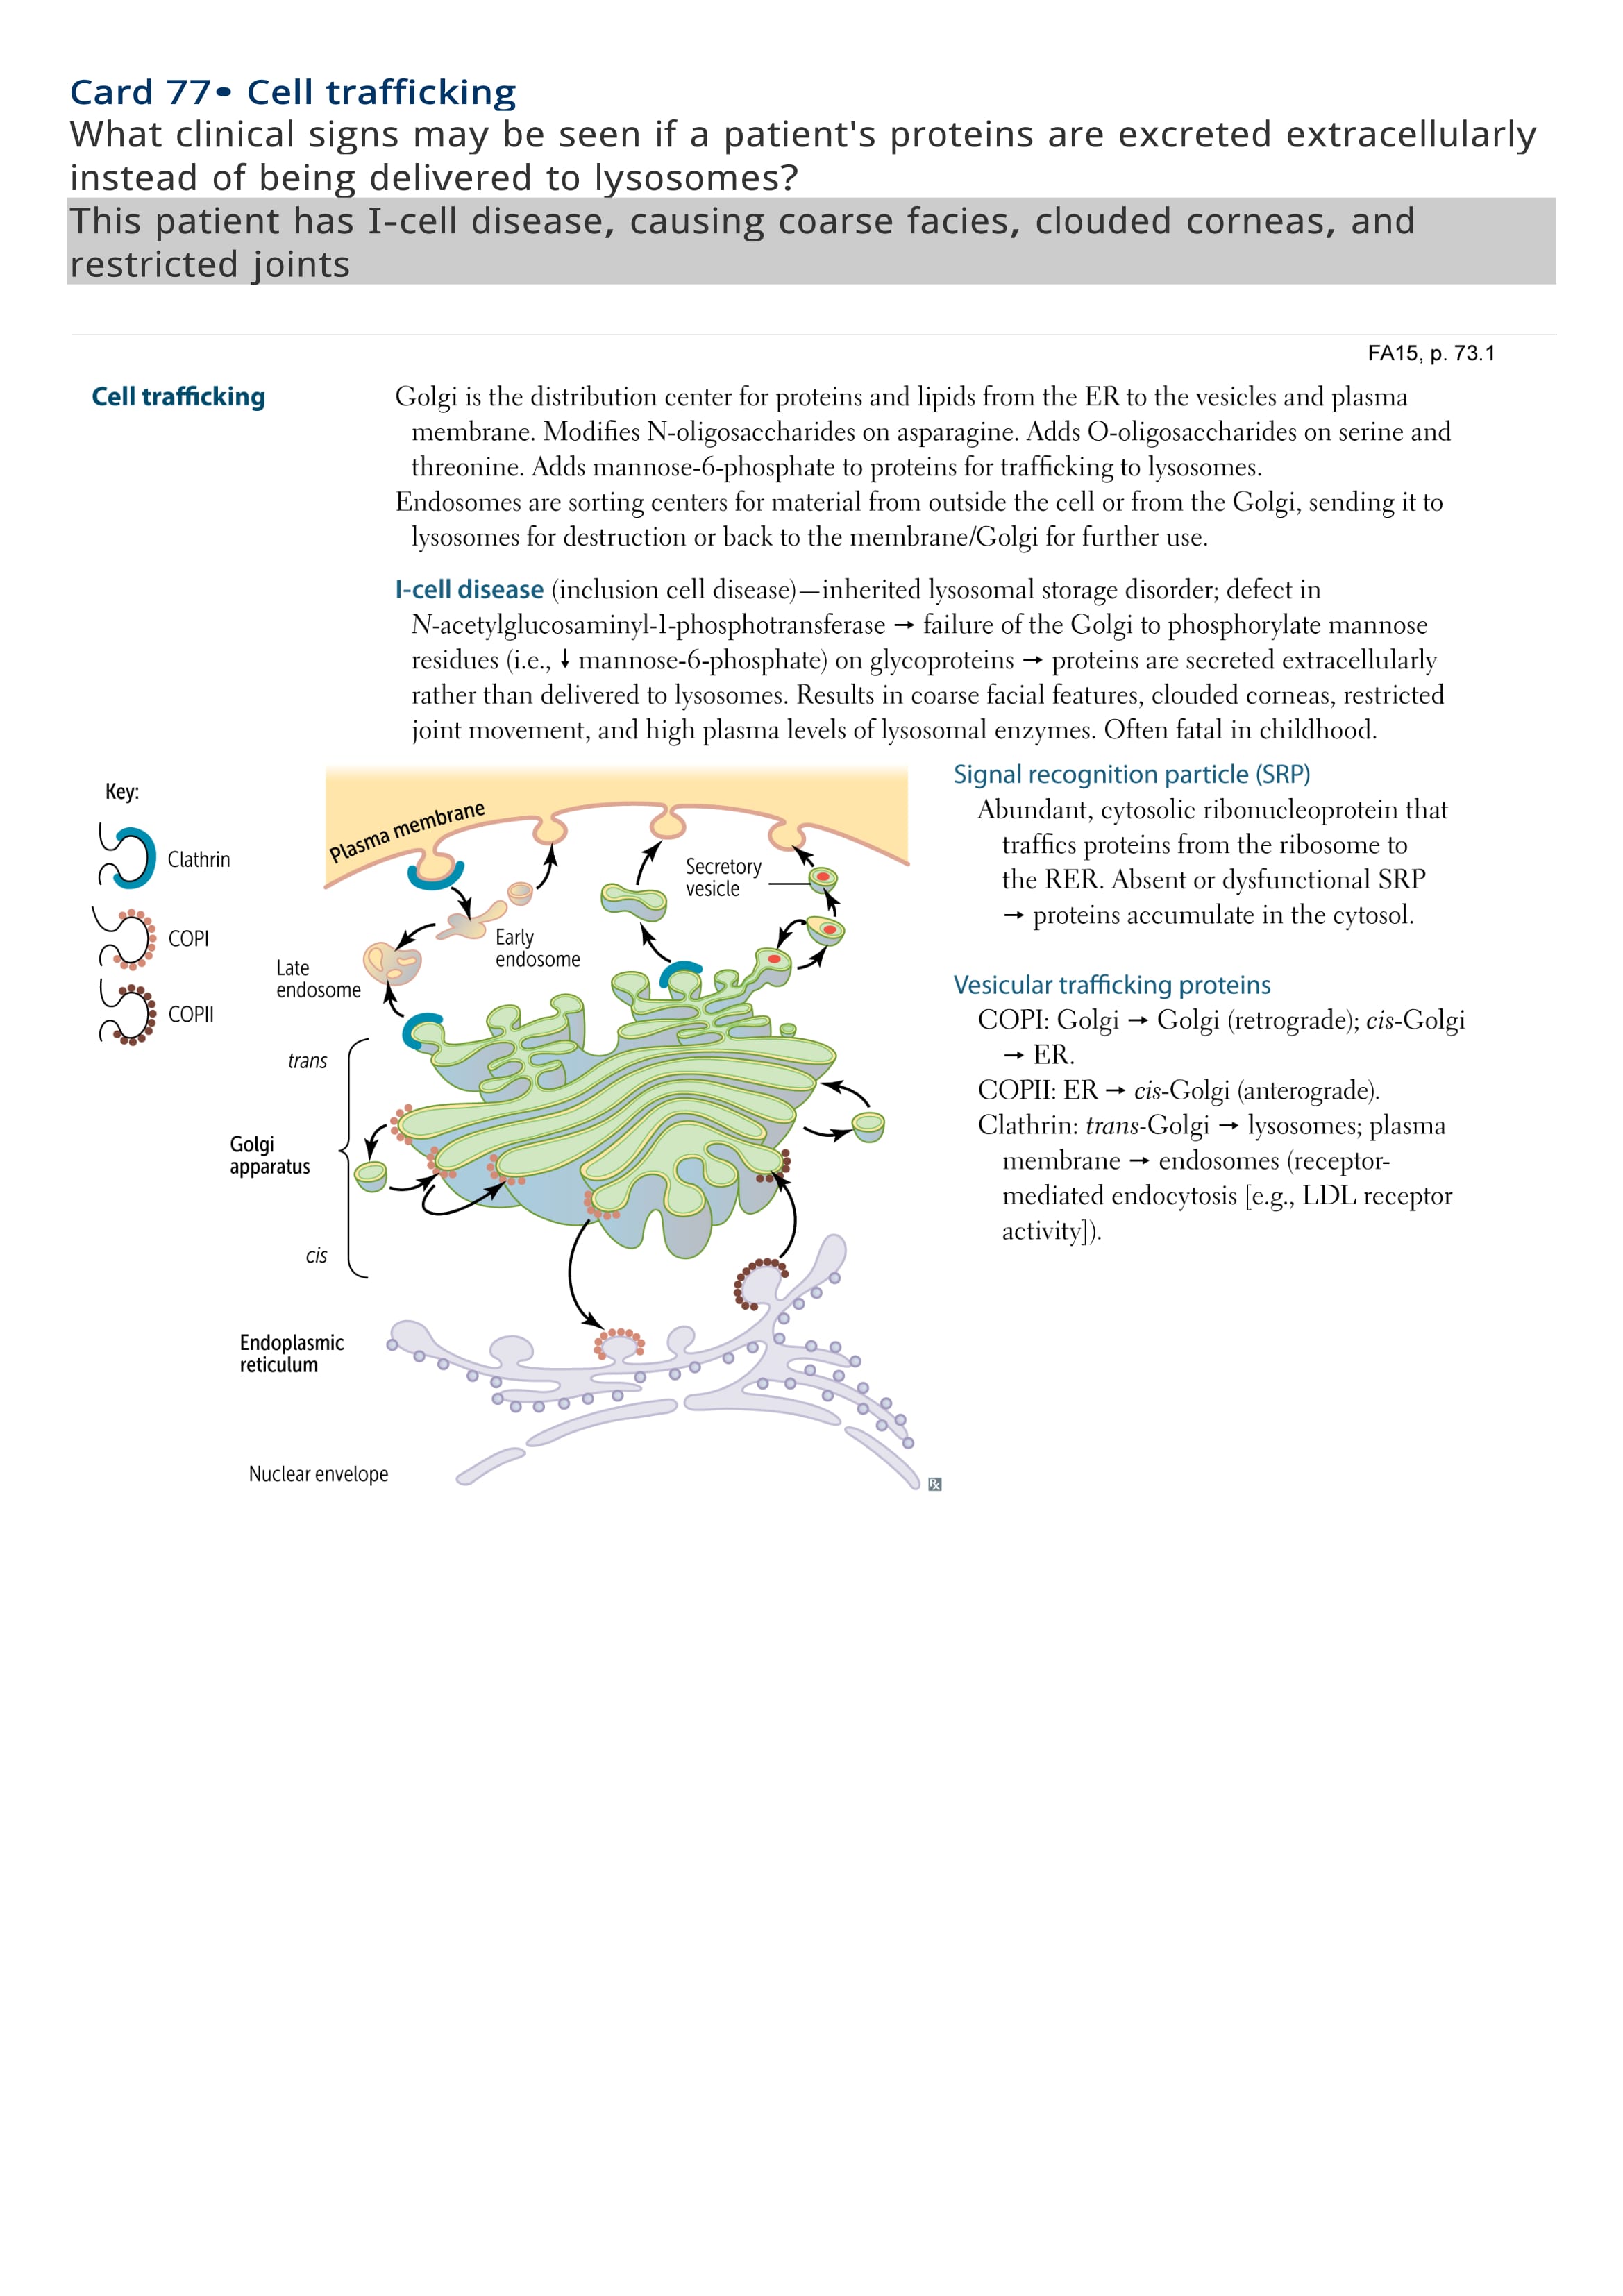 Card 77• Cell trafficking
What clinical signs may be seen if a patient's proteins are excreted extracellularly
instead of being delivered to lysosomes?
This patient has I-cell disease, causing coarse facies, clouded corneas, and
restricted joints
FA15, p. 73.1
Cell trafficking
Golgi is the distribution center for proteins and lipids from the ER to the vesicles and plasma
membrane. Modifies N-oligosaccharides on asparagine. Adds O-oligosaccharides on serine and
threonine. Adds mannose-6-phosphate to proteins for trafficking to lysosomes.
Endosomes are sorting centers for material from outside the cell or from the Golgi, sending it to
lysosomes for destruction or back to the membrane/Golgi for further use.
I-cell disease (inclusion cell disease)—inherited lysosomal storage disorder; defect in
N-acetylglucosaminyl-1-phosphotransferase → failure of the Golgi to phosphorylate mannose
residues (i.e., ↓ mannose-6-phosphate) on glycoproteins → proteins are secreted extracellularly
rather than delivered to lysosomes. Results in coarse facial features, clouded corneas, restricted
joint movement, and high plasma levels of lysosomal enzymes. Often fatal in childhood.
Key:
Clathrin
COPI
COPII
Plasma membrane
Secretory
vesicle
Early
endosome
Late
endosome
trans
Golgi
apparatus
cis
Endoplasmic
reticulum
Nuclear envelope
Rx
Signal recognition particle (SRP)
Abundant, cytosolic ribonucleoprotein that
traffics proteins from the ribosome to
the RER. Absent or dysfunctional SRP
→ proteins accumulate in the cytosol.
Vesicular trafficking proteins
COPI: Golgi → Golgi (retrograde); cis-Golgi
→ ER.
COPII: ER → cis-Golgi (anterograde).
Clathrin: trans-Golgi → lysosomes; plasma
membrane → endosomes (receptor-
mediated endocytosis [e.g., LDL receptor
activity]).